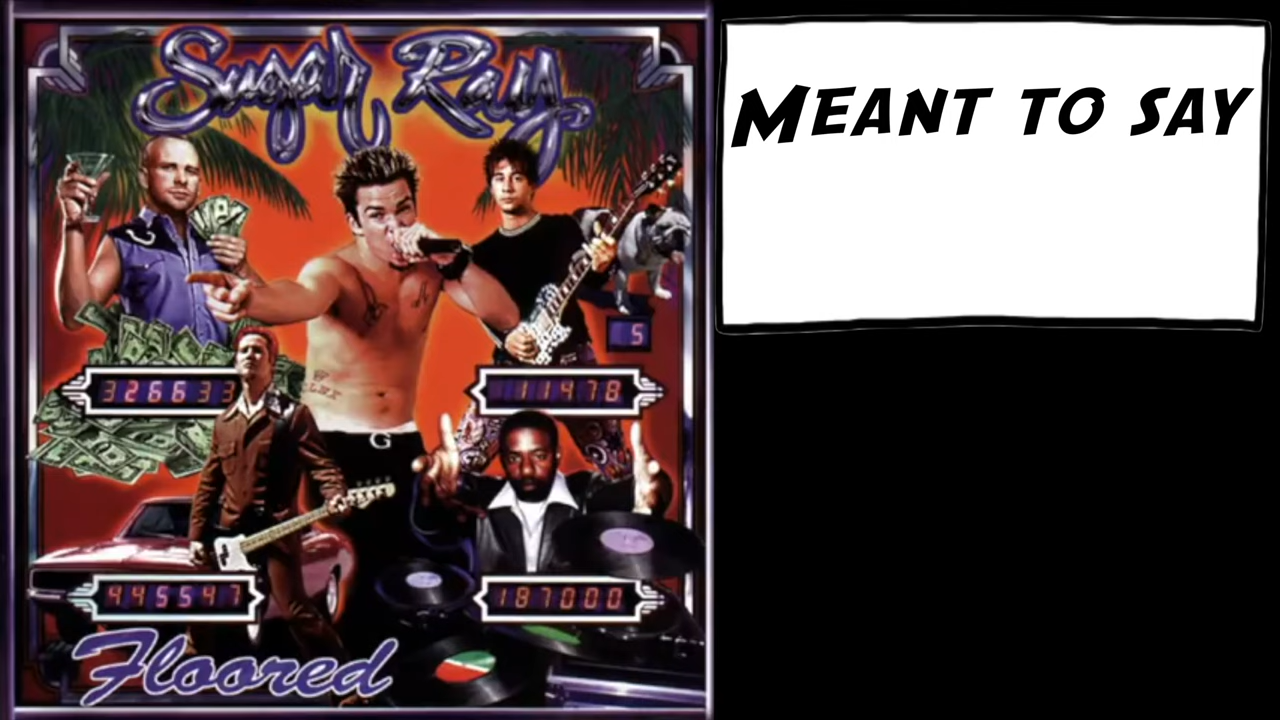 Sugar Ray
MEANT TO SAY
5
326633
11478
G
445547
187000
Floored